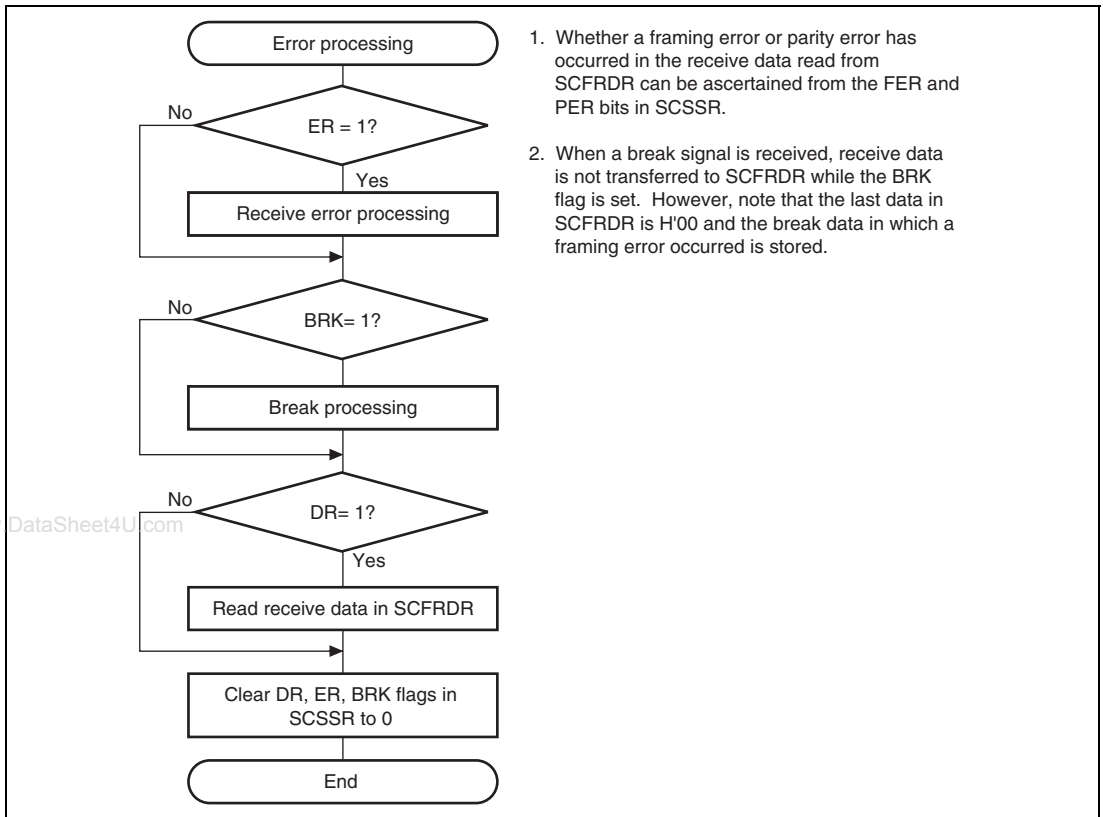 Error processing
No
ER = 1?
Yes
Receive error processing
No
BRK= 1?
Break processing
No
DR= 1?
Yes
Read receive data in SCFRDR
Clear DR, ER, BRK flags in
SCSSR to 0
End
1. Whether a framing error or parity error has
occurred in the receive data read from
SCFRDR can be ascertained from the FER and
PER bits in SCSSR.
2. When a break signal is received, receive data
is not transferred to SCFRDR while the BRK
flag is set. However, note that the last data in
SCFRDR is H'00 and the break data in which a
framing error occurred is stored.
DataSheet4U.com